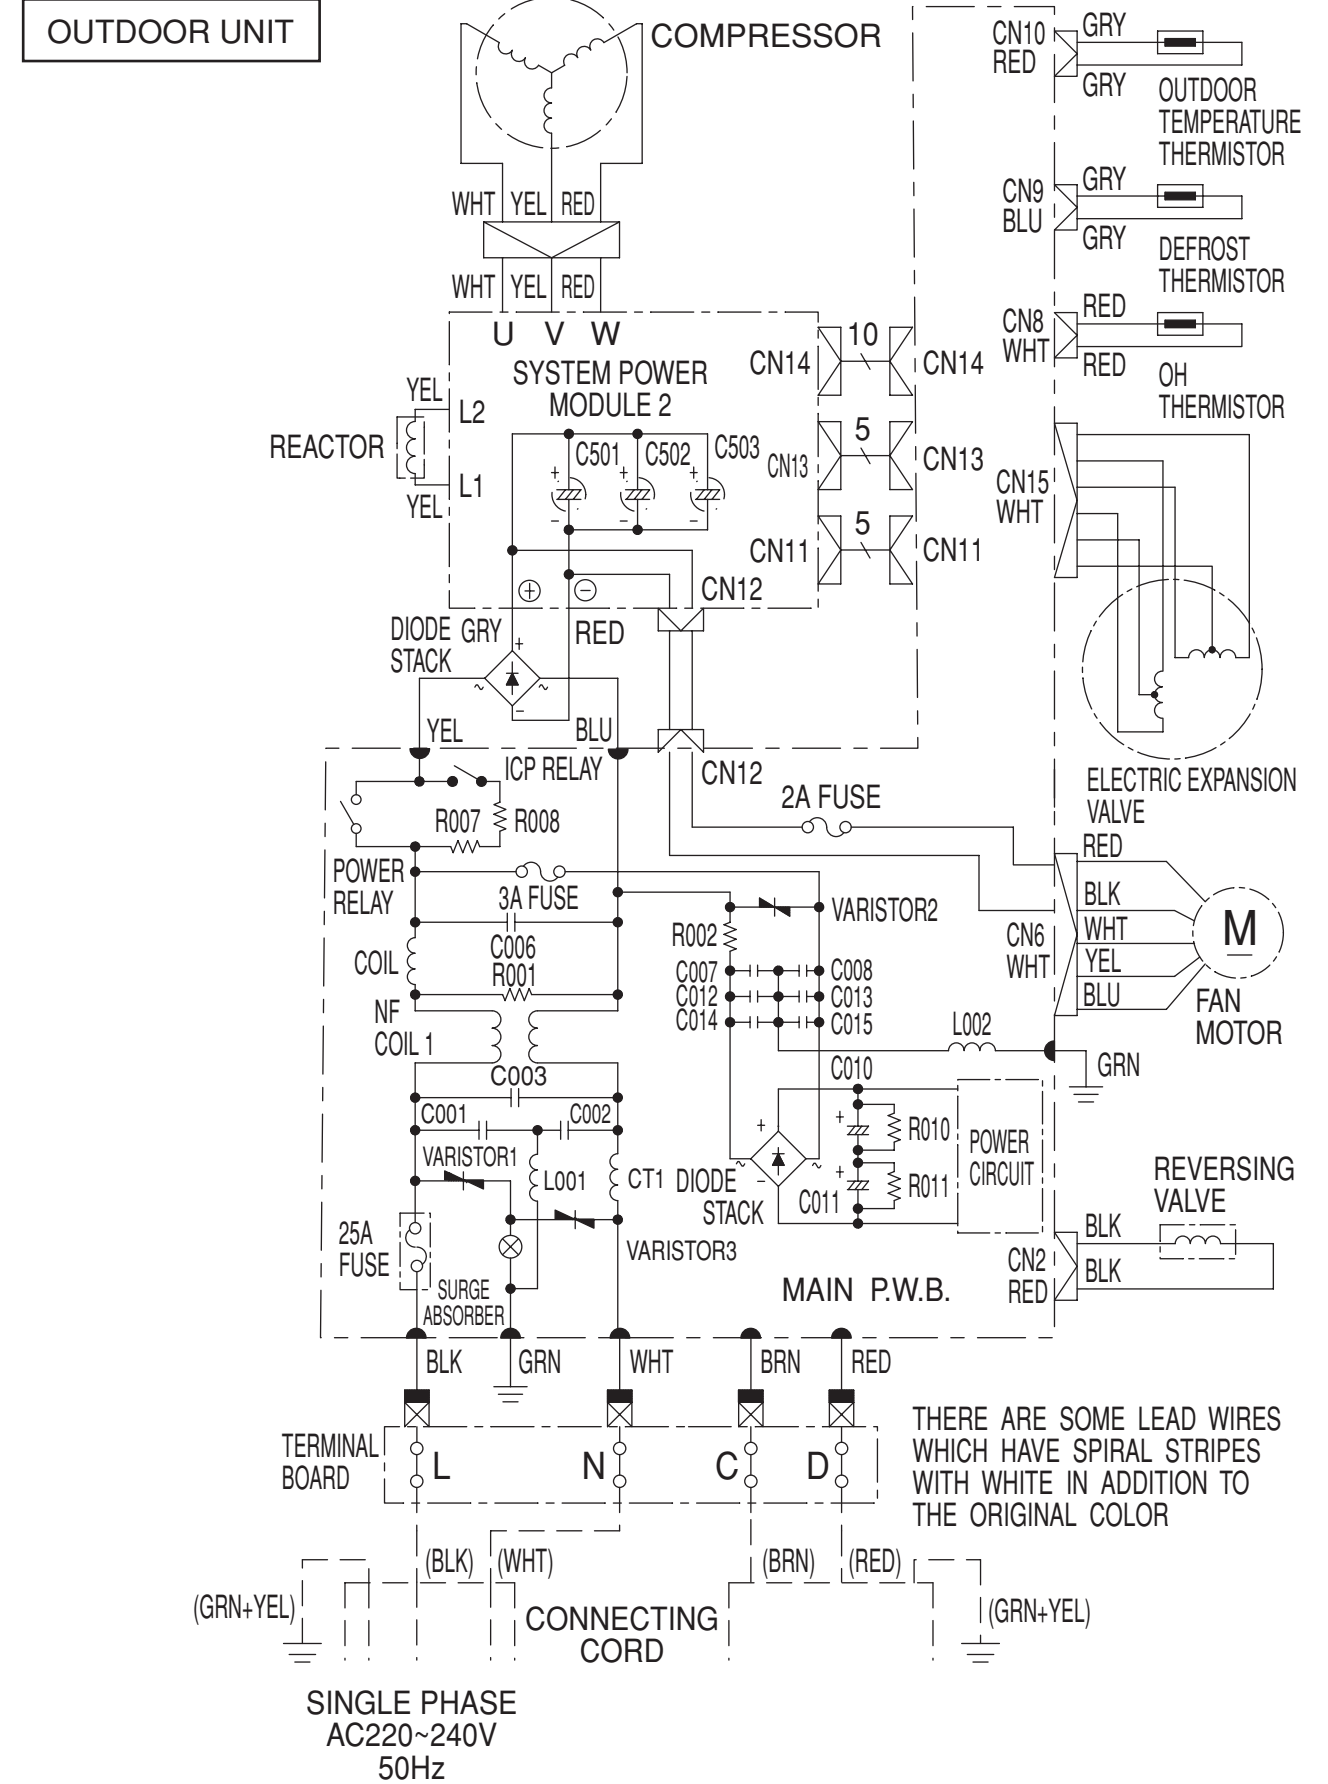 OUTDOOR UNIT
COMPRESSOR
CN10
RED
GRY
GRY
OUTDOOR
TEMPERATURE
THERMISTOR
WHT YEL RED
CN9
BLU
GRY
GRY
DEFROST
THERMISTOR
WHT YEL RED
U V W
SYSTEM POWER
MODULE 2
CN14
10
CN14
CN8
WHT
RED
RED
OH
THERMISTOR
REACTOR
YEL
L2
L1
YEL
C501
C502
C503
+ + +
− − −
CN13
5
CN13
CN11
5
CN11
CN15
WHT
+ −
CN12
DIODE
STACK
GRY
RED
+
~ ~
−
YEL
BLU
CN12
ELECTRIC EXPANSION
VALVE
ICP RELAY
R007
R008
POWER
RELAY
2A FUSE
3A FUSE
C006
R001
COIL
NF
COIL 1
C003
C001
C002
VARISTOR1
L001
CT1
25A
FUSE
SURGE
ABSORBER
VARISTOR3
VARISTOR2
R002
C007
C008
C012
C013
C014
C015
L002
C010
+
+
R010
R011
C011
POWER
CIRCUIT
DIODE
STACK
+
~ ~
−
CN6
WHT
RED
BLK
WHT
YEL
BLU
M
FAN
MOTOR
GRN
REVERSING
VALVE
CN2
RED
BLK
BLK
MAIN P.W.B.
BLK
GRN
WHT
BRN
RED
TERMINAL
BOARD
L N C D
THERE ARE SOME LEAD WIRES
WHICH HAVE SPIRAL STRIPES
WITH WHITE IN ADDITION TO
THE ORIGINAL COLOR
(BLK) (WHT) (BRN) (RED)
(GRN+YEL)
(GRN+YEL)
CONNECTING
CORD
SINGLE PHASE
AC220~240V
50Hz